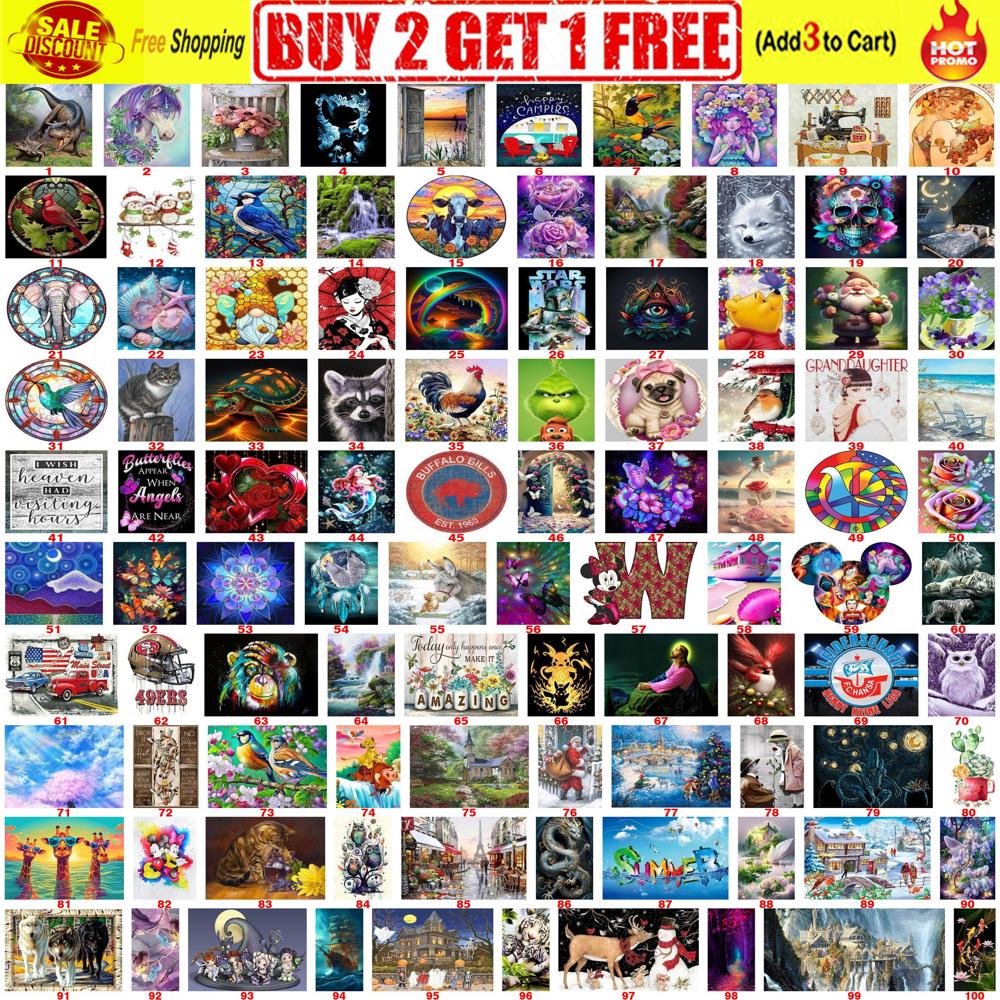 SALE
DISCOUNT
Free Shopping
BUY 2 GET 1 FREE
(Add 3 to Cart)
HOT
PROMO
1 2 3 4 5 6 7 8 9 10
happy
CAMPERS
11 12 13 14 15 16 17 18 19 20
STAR
WARS
21 22 23 24 25 26 27 28 29 30
GRANDDAUGHTER
31 32 33 34 35 36 37 38 39 40
I WISH
heaven
HAD
visiting
hours
Butterflies
APPEAR
WHEN
Angels
ARE NEAR
BUFFALO BILLS
EST. 1960
41 42 43 44 45 46 47 48 49 50
W
51 52 53 54 55 56 57 58 59 60
Main Street
USA
49ERS
Today only happens once
MAKE IT
AMAZING
F.C. HANSA
61 62 63 64 65 66 67 68 69 70
71 72 73 74 75 76 77 88 99 80
SUMMER
81 82 83 84 85 86 87 78 79 90
91 92 93 94 95 96 97 98 99 100